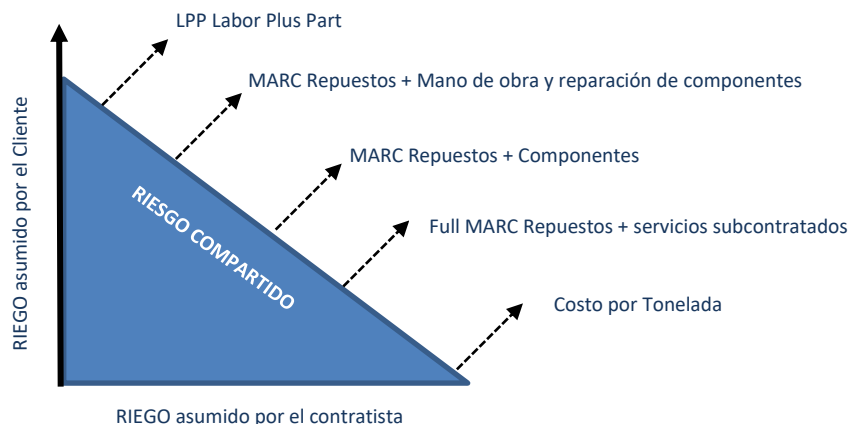 LPP Labor Plus Part
MARC Repuestos + Mano de obra y reparación de componentes
MARC Repuestos + Componentes
Full MARC Repuestos + servicios subcontratados
Costo por Tonelada
RIESGO COMPARTIDO
RIEGO asumido por el Cliente
RIEGO asumido por el contratista